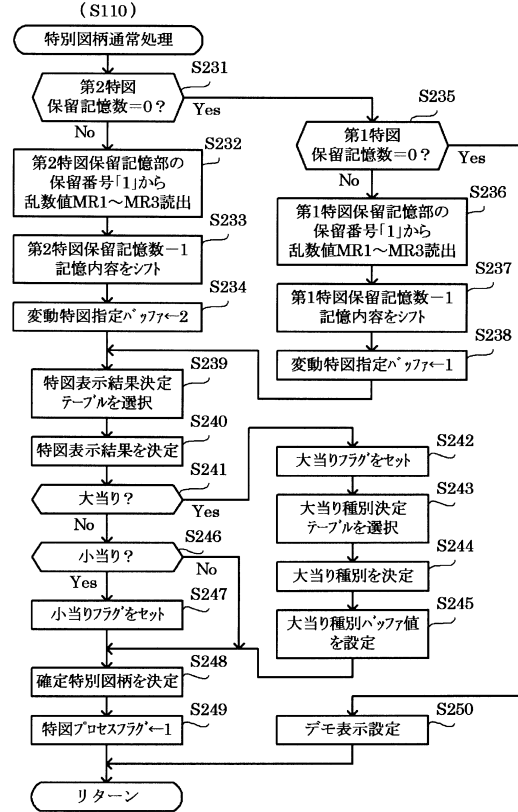 (S110)
特別図柄通常処理
S231
第2特図
保留記憶数=0?
Yes
No
S235
第1特図
保留記憶数=0?
Yes
No
S232
第2特図保留記憶部の
保留番号「1」から
乱数値MR1～MR3読出
S233
第2特図保留記憶数−1
記憶内容をシフト
S234
変動特図指定バッファ←2
S236
第1特図保留記憶部の
保留番号「1」から
乱数値MR1～MR3読出
S237
第1特図保留記憶数−1
記憶内容をシフト
S238
変動特図指定バッファ←1
S239
特図表示結果決定
テーブルを選択
S240
特図表示結果を決定
S241
大当り?
Yes
No
S242
大当りフラグをセット
S243
大当り種別決定
テーブルを選択
S244
大当り種別を決定
S245
大当り種別バッファ値
を設定
S246
小当り?
No
Yes
S247
小当りフラグをセット
S248
確定特別図柄を決定
S249
特図プロセスフラグ←1
S250
デモ表示設定
リターン